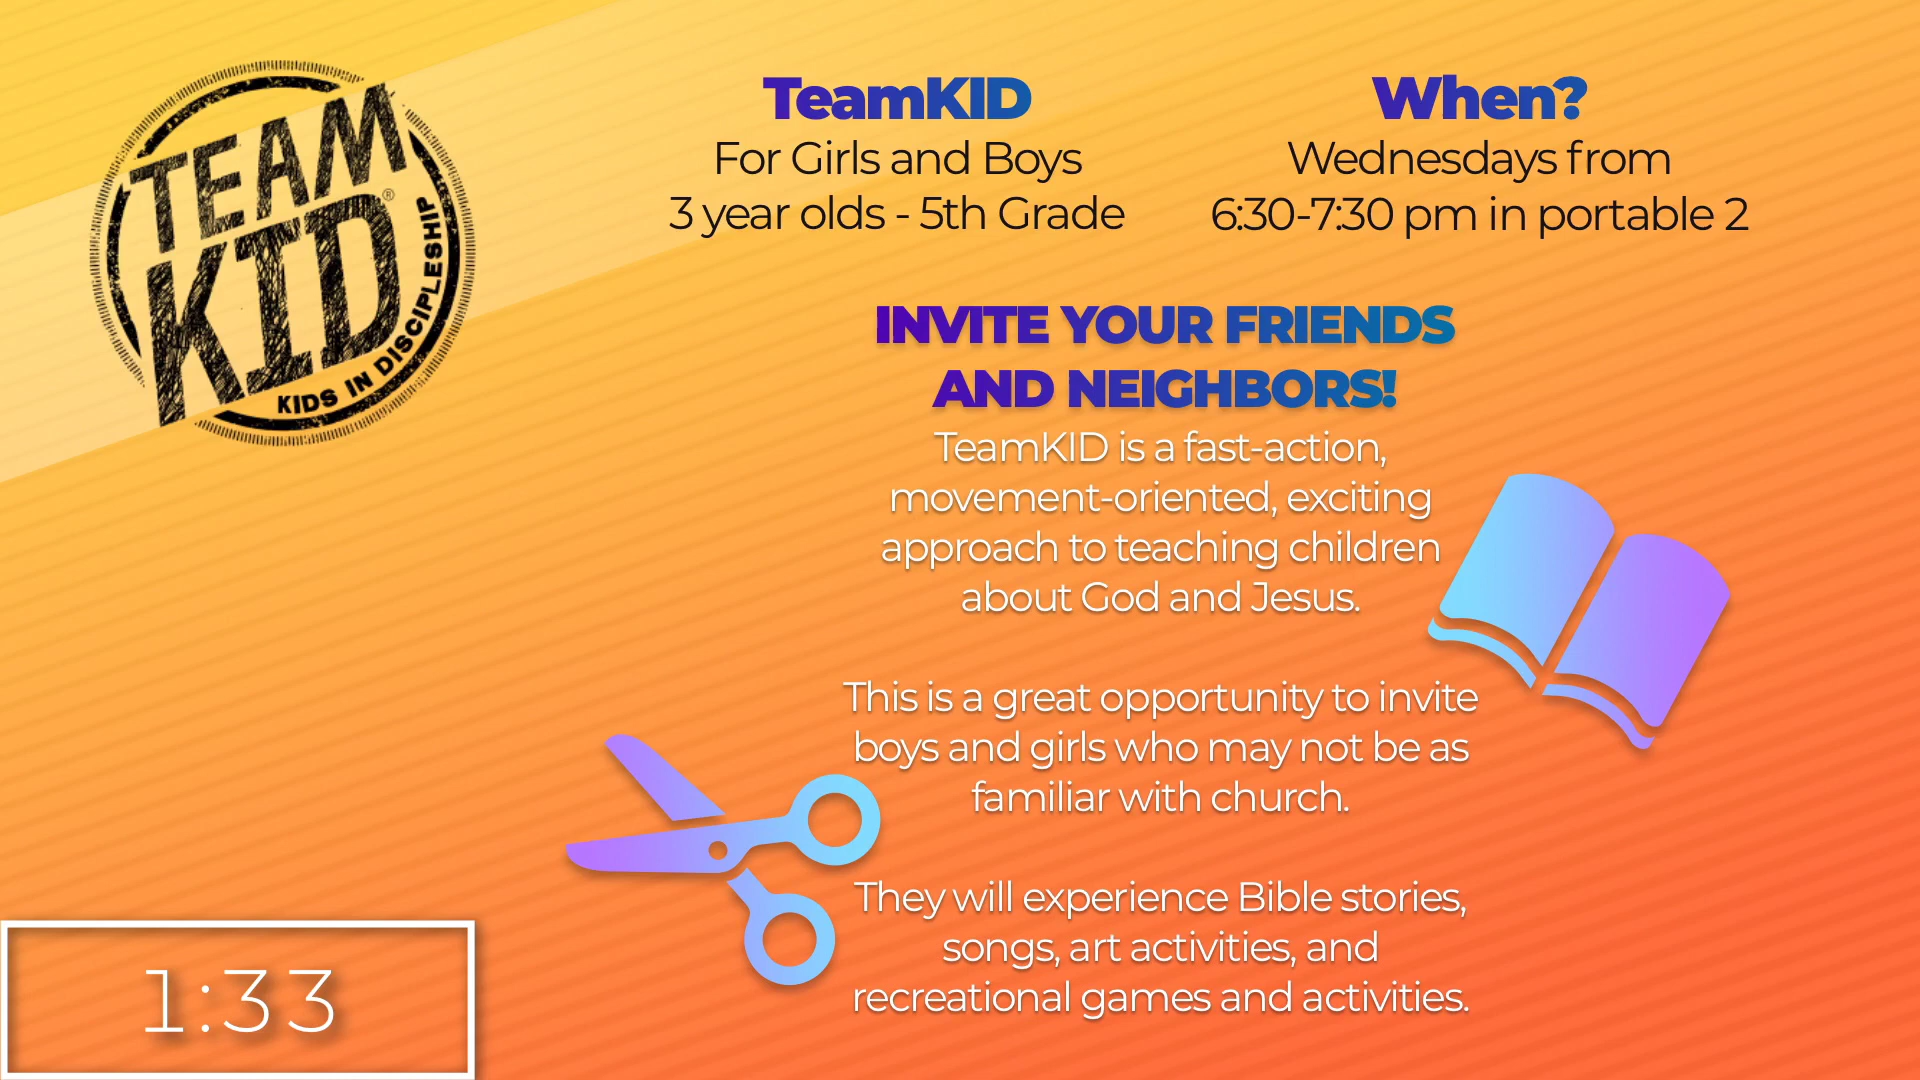 TEAM
KID®
KIDS IN DISCIPLESHIP
TeamKID
For Girls and Boys
3 year olds - 5th Grade
When?
Wednesdays from
6:30-7:30 pm in portable 2
INVITE YOUR FRIENDS
AND NEIGHBORS!
TeamKID is a fast-action,
movement-oriented, exciting
approach to teaching children
about God and Jesus.
This is a great opportunity to invite
boys and girls who may not be as
familiar with church.
They will experience Bible stories,
songs, art activities, and
recreational games and activities.
1:33